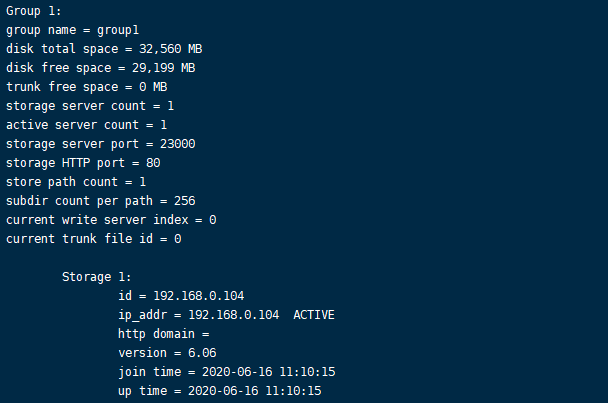 Group 1:
group name = group1
disk total space = 32,560 MB
disk free space = 29,199 MB
trunk free space = 0 MB
storage server count = 1
active server count = 1
storage server port = 23000
storage HTTP port = 80
store path count = 1
subdir count per path = 256
current write server index = 0
current trunk file id = 0
Storage 1:
id = 192.168.0.104
ip_addr = 192.168.0.104  ACTIVE
http domain =
version = 6.06
join time = 2020-06-16 11:10:15
up time = 2020-06-16 11:10:15